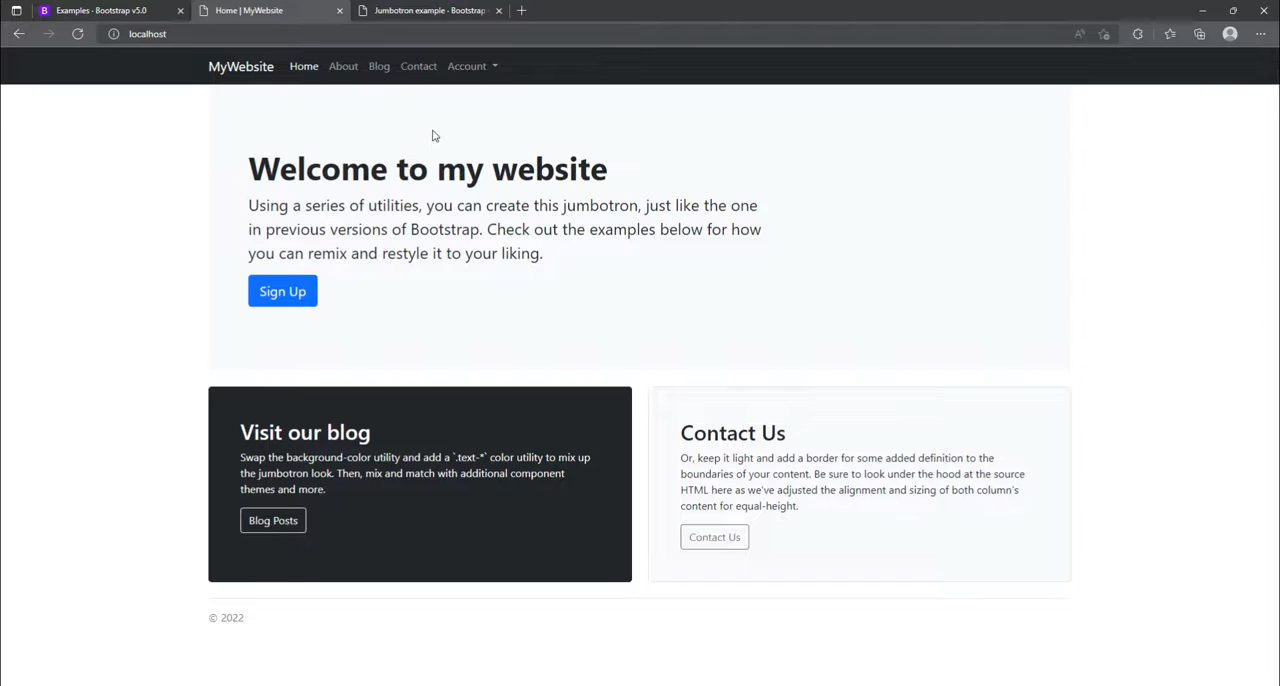 Examples · Bootstrap v5.0
Home | MyWebsite
Jumbotron example · Bootstrap
localhost
MyWebsite Home About Blog Contact Account
Welcome to my website
Using a series of utilities, you can create this jumbotron, just like the one
in previous versions of Bootstrap. Check out the examples below for how
you can remix and restyle it to your liking.
Sign Up
Visit our blog
Swap the background-color utility and add a `.text-*` color utility to mix up
the jumbotron look. Then, mix and match with additional component
themes and more.
Blog Posts
Contact Us
Or, keep it light and add a border for some added definition to the
boundaries of your content. Be sure to look under the hood at the source
HTML here as we've adjusted the alignment and sizing of both column's
content for equal-height.
Contact Us
© 2022